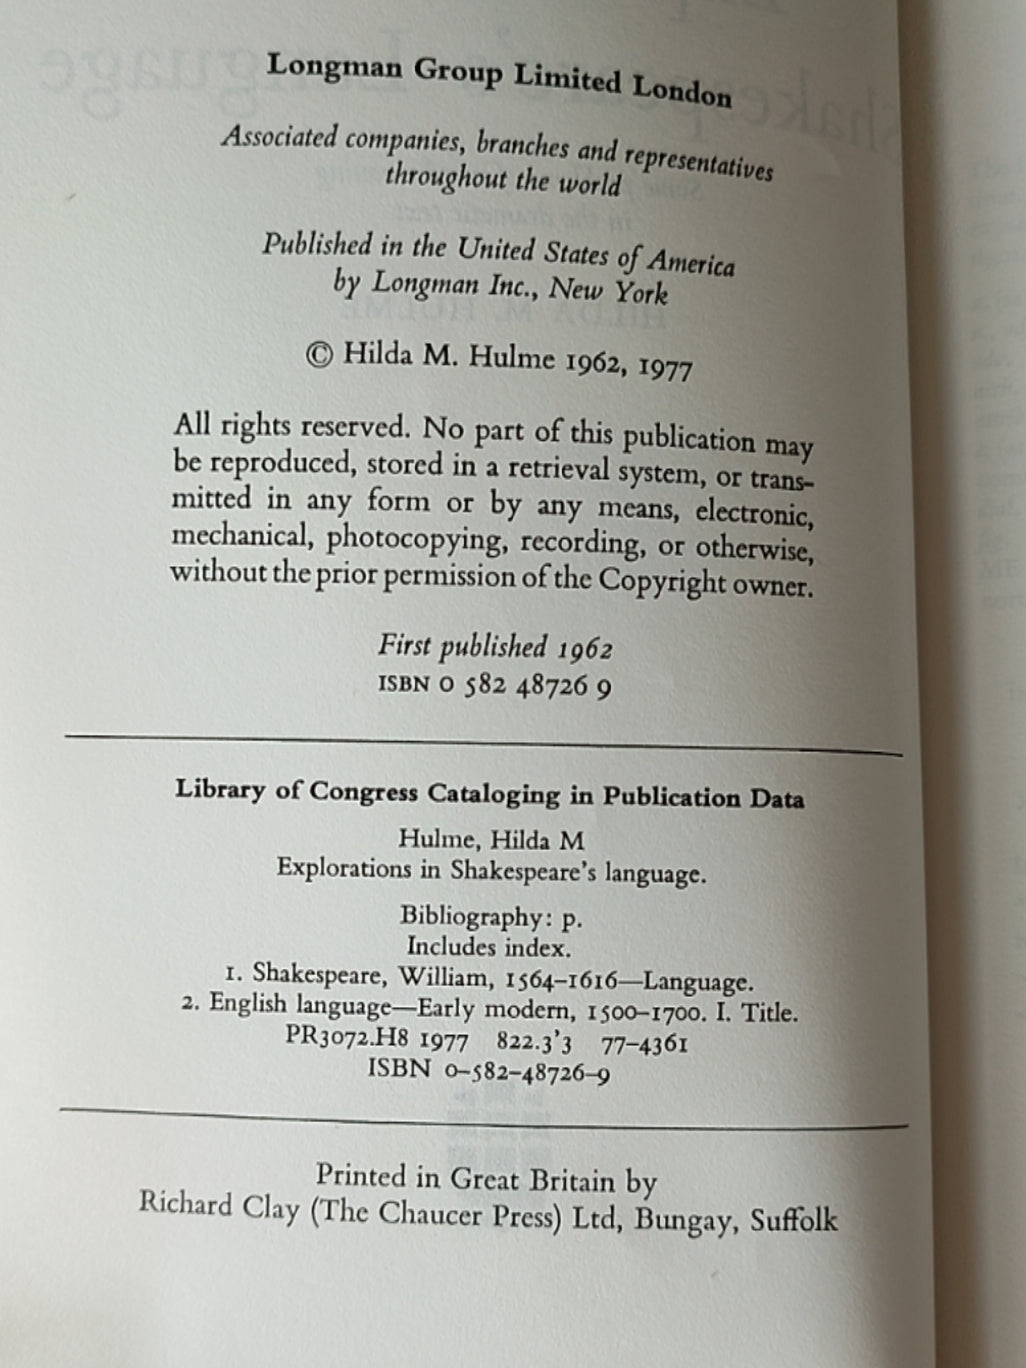 Longman Group Limited London
Associated companies, branches and representatives
throughout the world
Published in the United States of America
by Longman Inc., New York
© Hilda M. Hulme 1962, 1977
All rights reserved. No part of this publication may
be reproduced, stored in a retrieval system, or trans-
mitted in any form or by any means, electronic,
mechanical, photocopying, recording, or otherwise,
without the prior permission of the Copyright owner.
First published 1962
ISBN 0 582 48726 9
Library of Congress Cataloging in Publication Data
Hulme, Hilda M
Explorations in Shakespeare's language.
Bibliography: p.
Includes index.
1. Shakespeare, William, 1564–1616—Language.
2. English language—Early modern, 1500–1700. I. Title.
PR3072.H8 1977 822.3'3 77–4361
ISBN 0–582–48726–9
Printed in Great Britain by
Richard Clay (The Chaucer Press) Ltd, Bungay, Suffolk